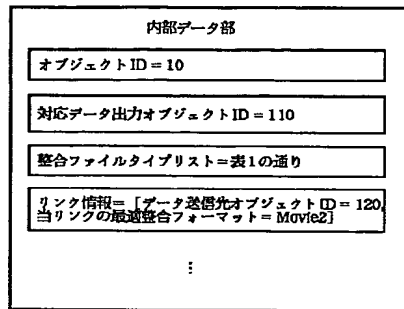 内部データ部
オブジェクトID＝10
対応データ出力オブジェクトID＝110
整合ファイルタイプリスト＝表1の通り
リンク情報＝［データ送信先オブジェクトID＝120,
当リンクの最適整合フォーマット＝Movie2］
⋮